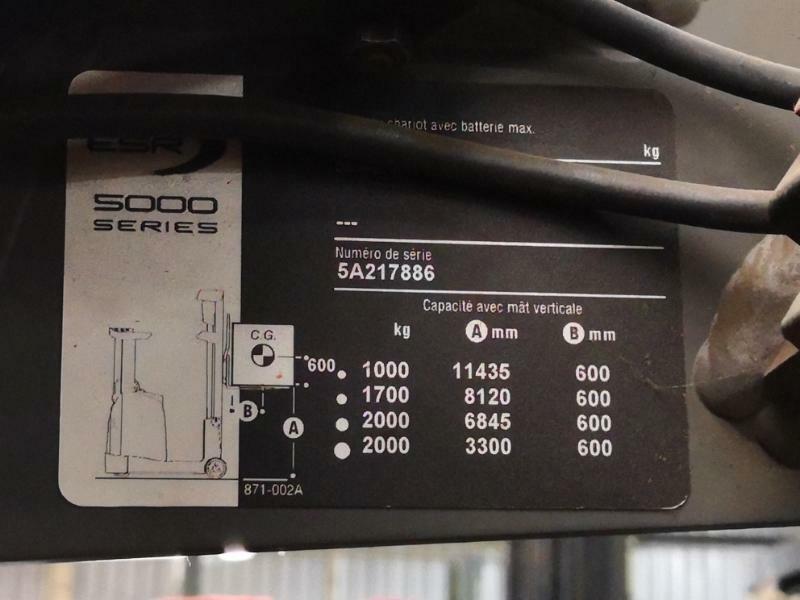 chariot avec batterie max.
kg
ESR
5000
SERIES
---
Numéro de série
5A217886
Capacité avec mât verticale
kg A mm B mm
C.G.
600
1000 11435 600
1700 8120 600
2000 6845 600
2000 3300 600
B
A
871-002A